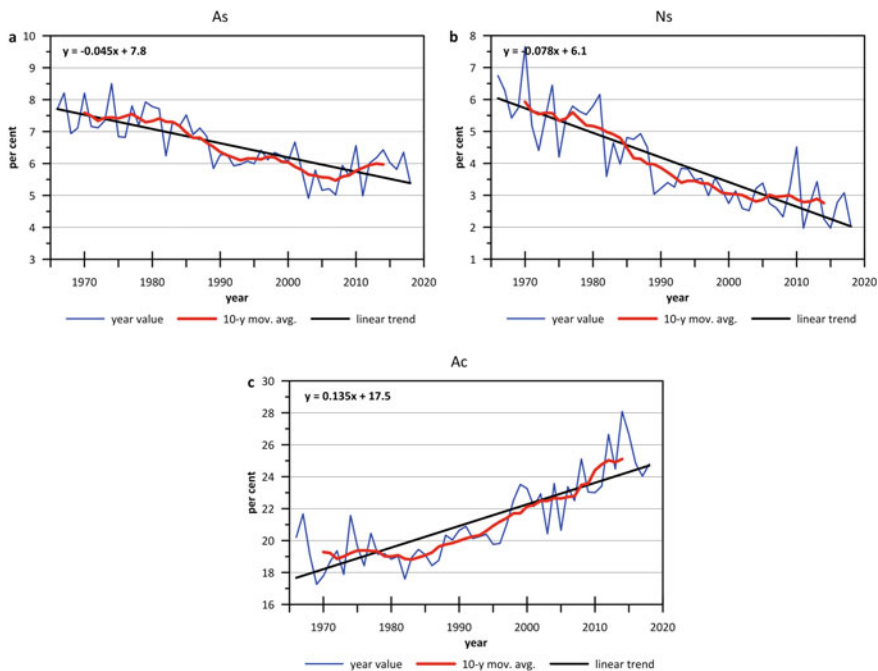 As
a
y = -0.045x + 7.8
10
9
8
7
6
5
4
3
per cent
1970 1980 1990 2000 2010 2020
year
year value 10-y mov. avg. linear trend
Ns
b
y = -0.078x + 6.1
8
7
6
5
4
3
2
1
per cent
1970 1980 1990 2000 2010 2020
year
year value 10-y mov. avg. linear trend
Ac
c
y = 0.135x + 17.5
30
28
26
24
22
20
18
16
per cent
1970 1980 1990 2000 2010 2020
year
year value 10-y mov. avg. linear trend